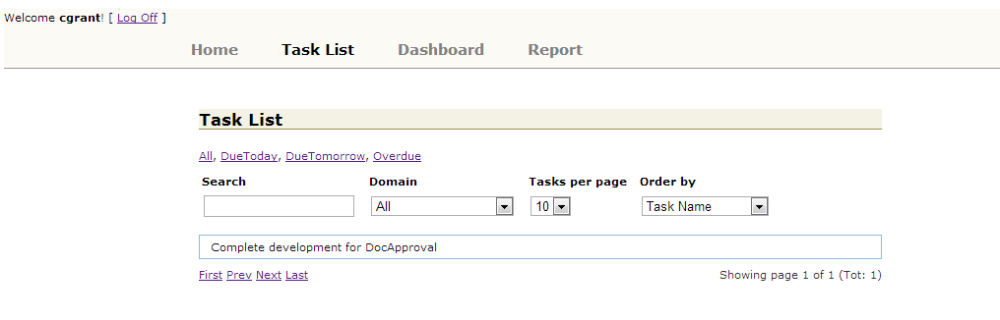 Welcome cgrant! [ Log Off ]
Home Task List Dashboard Report
Task List
All, DueToday, DueTomorrow, Overdue
Search Domain Tasks per page Order by
All 10 Task Name
Complete development for DocApproval
First Prev Next Last Showing page 1 of 1 (Tot: 1)